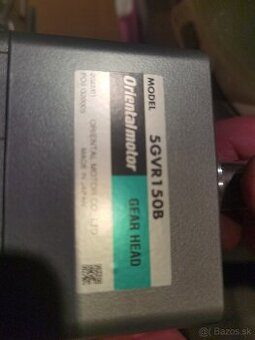 MODEL 5GVR150B
Orientalmotor GEAR HEAD
ORIENTAL MOTOR CO.,LTD.
MADE IN JAPAN
Bazos.sk